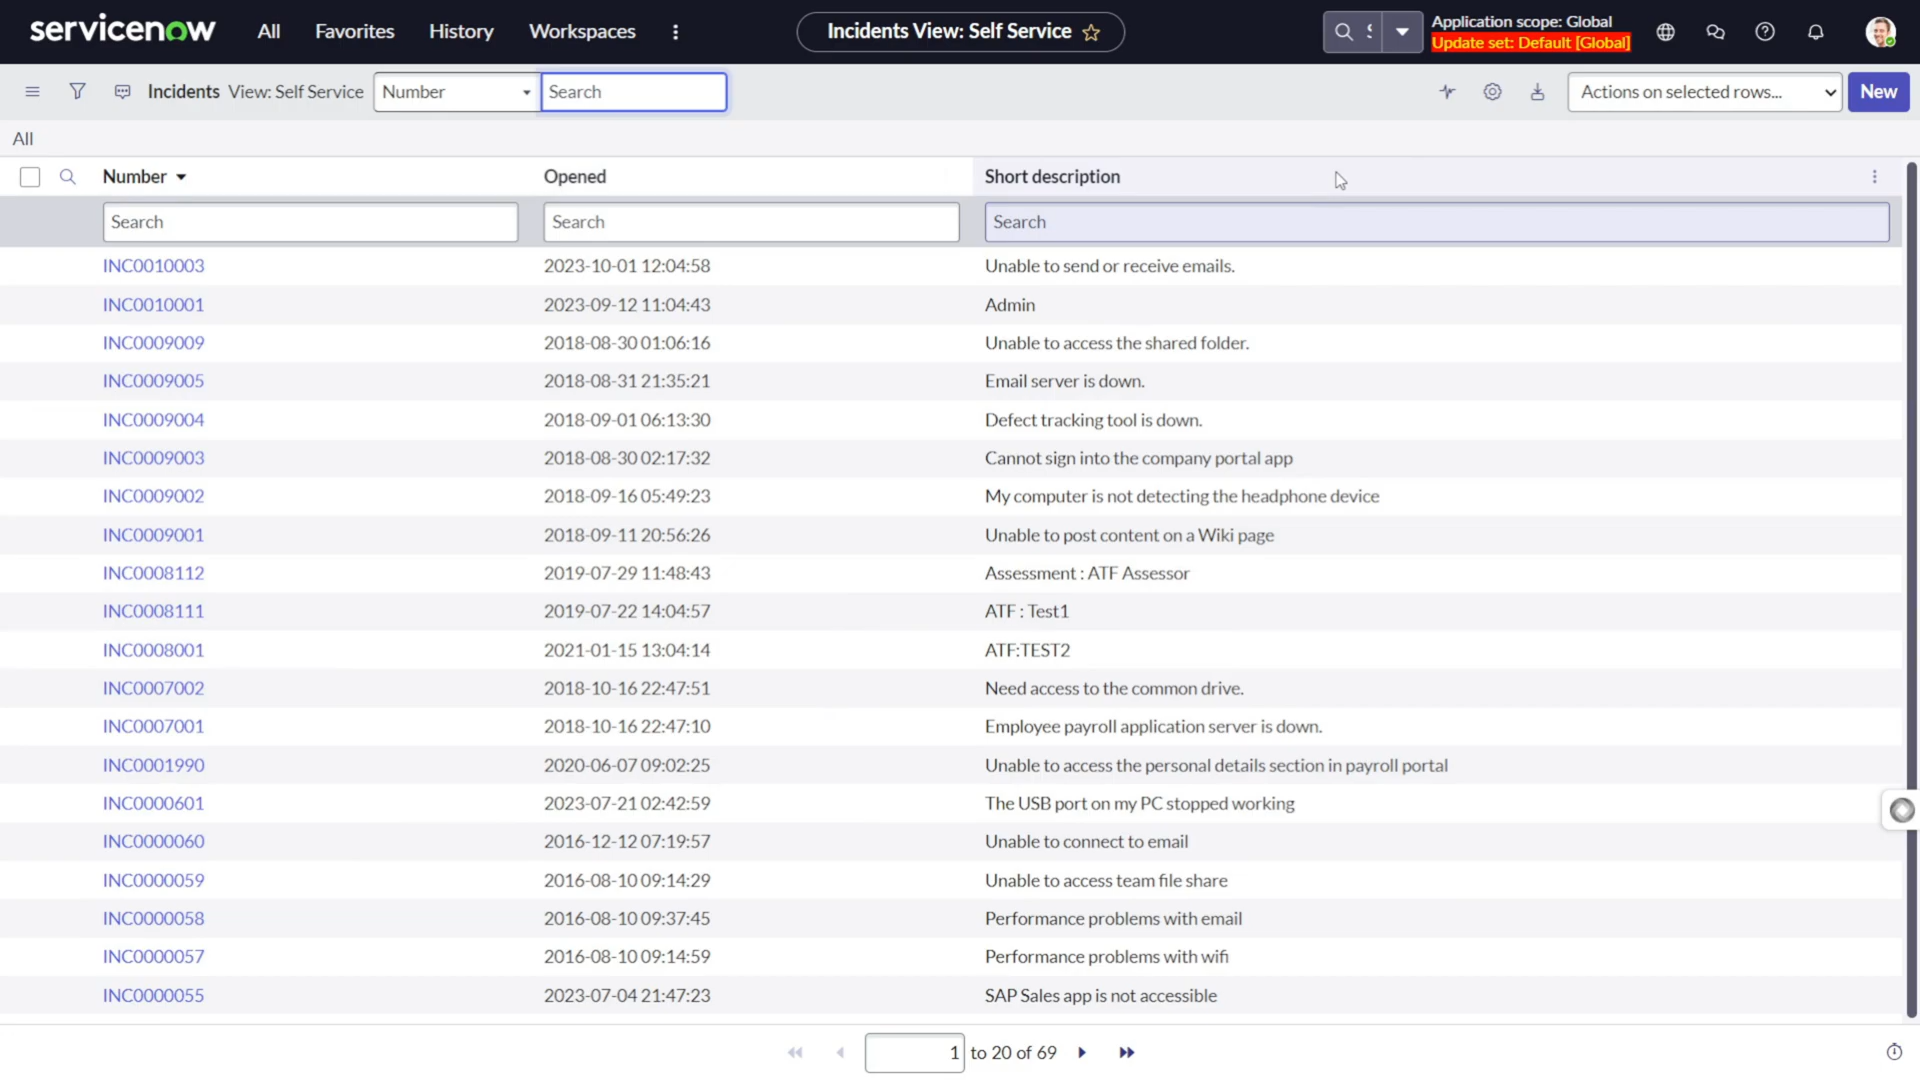 servicenow All Favorites History Workspaces Incidents View: Self Service Application scope: Global
Update set: Default [Global]
Incidents View: Self Service Number Search Actions on selected rows... New
All
Number Opened Short description
Search Search Search
INC0010003 2023-10-01 12:04:58 Unable to send or receive emails.
INC0010001 2023-09-12 11:04:43 Admin
INC0009009 2018-08-30 01:06:16 Unable to access the shared folder.
INC0009005 2018-08-31 21:35:21 Email server is down.
INC0009004 2018-09-01 06:13:30 Defect tracking tool is down.
INC0009003 2018-08-30 02:17:32 Cannot sign into the company portal app
INC0009002 2018-09-16 05:49:23 My computer is not detecting the headphone device
INC0009001 2018-09-11 20:56:26 Unable to post content on a Wiki page
INC0008112 2019-07-29 11:48:43 Assessment : ATF Assessor
INC0008111 2019-07-22 14:04:57 ATF : Test1
INC0008001 2021-01-15 13:04:14 ATF:TEST2
INC0007002 2018-10-16 22:47:51 Need access to the common drive.
INC0007001 2018-10-16 22:47:10 Employee payroll application server is down.
INC0001990 2020-06-07 09:02:25 Unable to access the personal details section in payroll portal
INC0000601 2023-07-21 02:42:59 The USB port on my PC stopped working
INC0000060 2016-12-12 07:19:57 Unable to connect to email
INC0000059 2016-08-10 09:14:29 Unable to access team file share
INC0000058 2016-08-10 09:37:45 Performance problems with email
INC0000057 2016-08-10 09:14:59 Performance problems with wifi
INC0000055 2023-07-04 21:47:23 SAP Sales app is not accessible
1 to 20 of 69